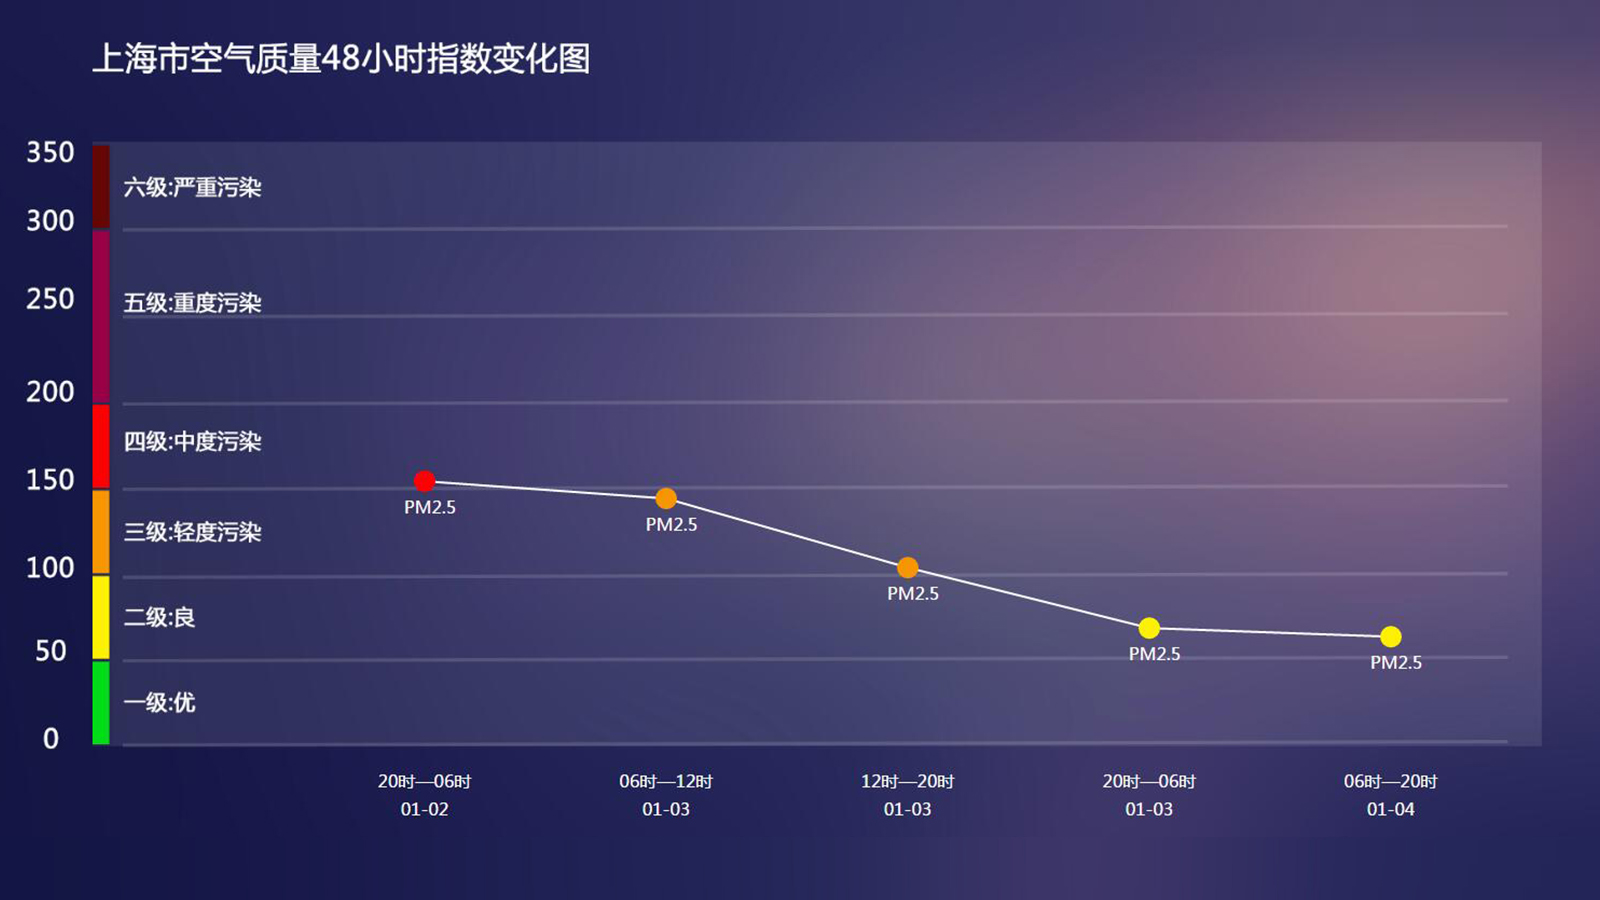 上海市空气质量48小时指数变化图
350
六级:严重污染
300
250
五级:重度污染
200
四级:中度污染
150
三级:轻度污染
100
二级:良
50
一级:优
0
PM2.5
PM2.5
PM2.5
PM2.5
PM2.5
20时—06时
01-02
06时—12时
01-03
12时—20时
01-03
20时—06时
01-03
06时—20时
01-04